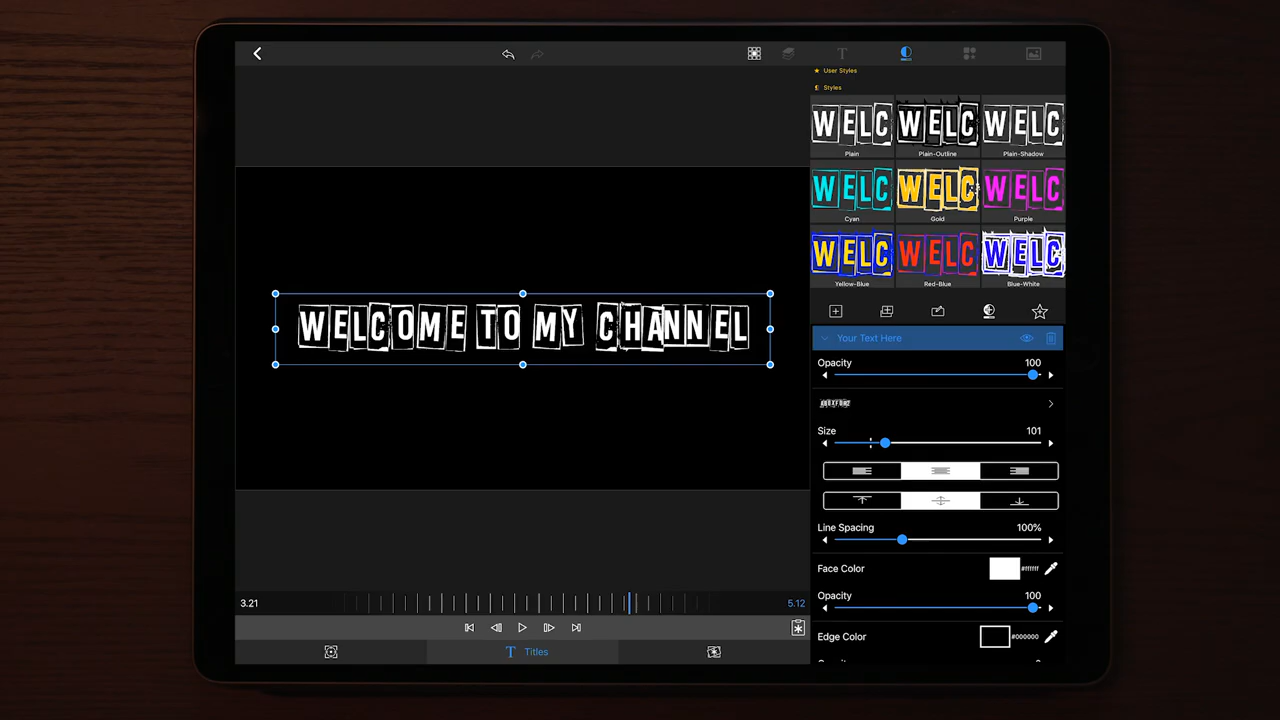 User Styles
Styles
WELC WELC WELC
Plain Plain-Outline Plain-Shadow
WELC WELC WELC
Cyan Gold Purple
WELC WELC WELC
Yellow-Blue Red-Blue Blue-White
WELCOME TO MY CHANNEL
Your Text Here
Opacity 100
Size 101
Line Spacing 100%
Face Color #ffffff
Opacity 100
Edge Color #000000
3.21 5.12
T Titles